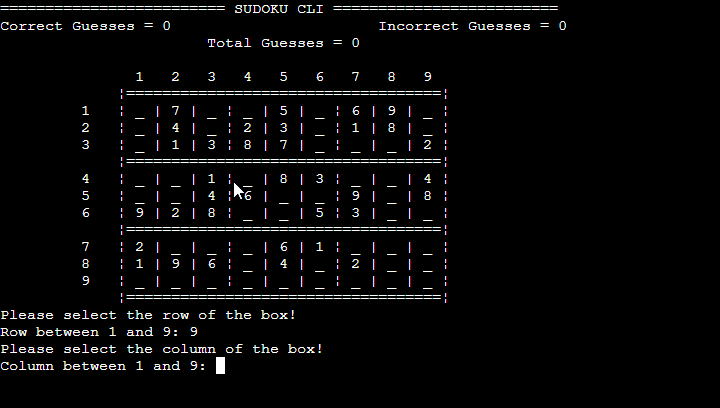 ========================= SUDOKU CLI =========================
Correct Guesses = 0 Incorrect Guesses = 0
Total Guesses = 0
1 2 3 4 5 6 7 8 9
¦===================================¦
1 ¦ _ | 7 | _ ¦ _ | 5 | _ ¦ 6 | 9 | _ ¦
2 ¦ _ | 4 | _ ¦ 2 | 3 | _ ¦ 1 | 8 | _ ¦
3 ¦ _ | 1 | 3 ¦ 8 | 7 | _ ¦ _ | _ | 2 ¦
¦===================================¦
4 ¦ _ | _ | 1 ¦ _ | 8 | 3 ¦ _ | _ | 4 ¦
5 ¦ _ | _ | 4 ¦ 6 | _ | _ ¦ 9 | _ | 8 ¦
6 ¦ 9 | 2 | 8 ¦ _ | _ | 5 ¦ 3 | _ | _ ¦
¦===================================¦
7 ¦ 2 | _ | _ ¦ _ | 6 | 1 ¦ _ | _ | _ ¦
8 ¦ 1 | 9 | 6 ¦ _ | 4 | _ ¦ 2 | _ | _ ¦
9 ¦ _ | _ | _ ¦ _ | _ | _ ¦ _ | _ | _ ¦
¦===================================¦
Please select the row of the box!
Row between 1 and 9: 9
Please select the column of the box!
Column between 1 and 9: